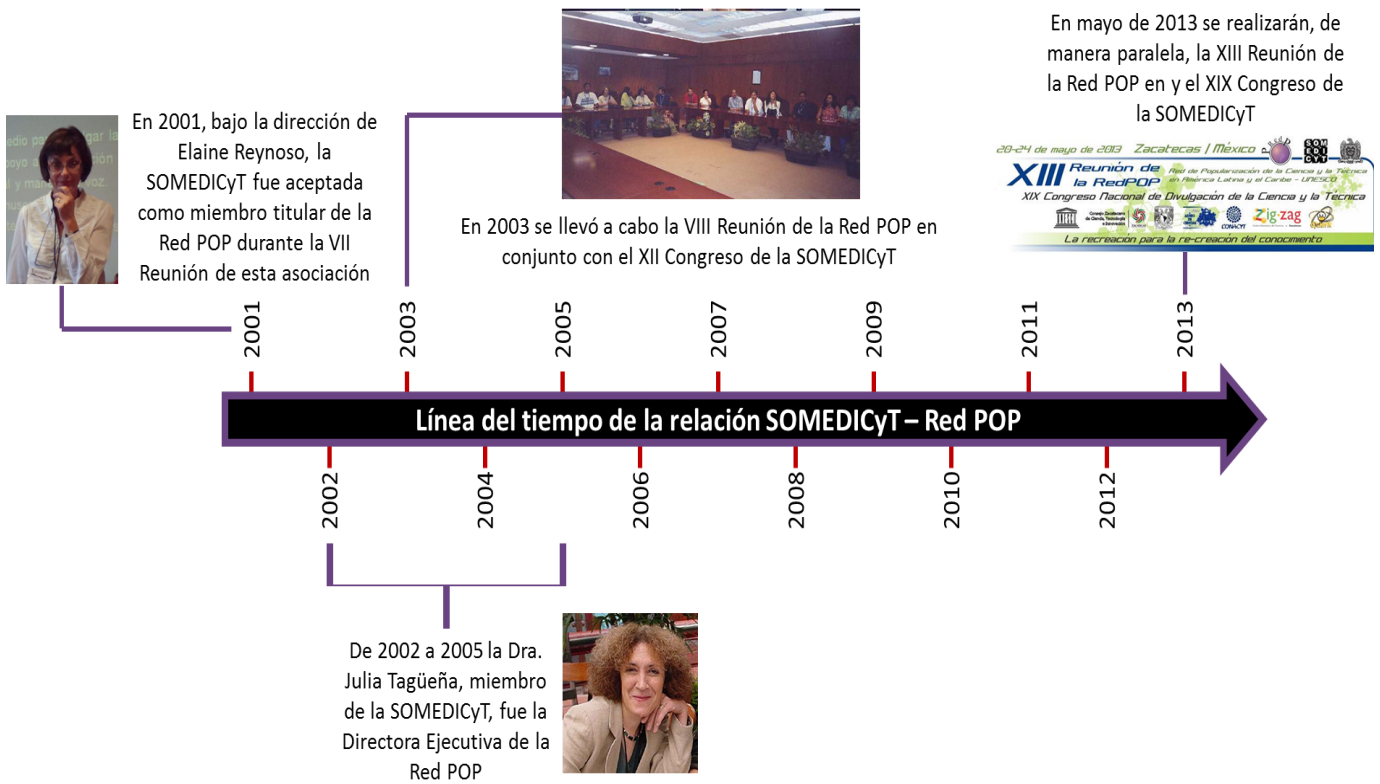 En 2001, bajo la dirección de
Elaine Reynoso, la
SOMEDICyT fue aceptada
como miembro titular de la
Red POP durante la VII
Reunión de esta asociación
En 2003 se llevó a cabo la VIII Reunión de la Red POP en
conjunto con el XII Congreso de la SOMEDICyT
En mayo de 2013 se realizarán, de
manera paralela, la XIII Reunión de
la Red POP en y el XIX Congreso de
la SOMEDICyT
20-24 de mayo de 2013 Zacatecas / México
XIII Reunión de
la RedPOP
Red de Popularización de la Ciencia y la Técnica
en América Latina y el Caribe - UNESCO
XIX Congreso Nacional de Divulgación de la Ciencia y la Técnica
CONACYT
Zig-zag
La recreación para la re-creación del conocimiento
2001
2003
2005
2007
2009
2011
2013
Línea del tiempo de la relación SOMEDICyT – Red POP
2002
2004
2006
2008
2010
2012
De 2002 a 2005 la Dra.
Julia Tagüeña, miembro
de la SOMEDICyT, fue la
Directora Ejecutiva de la
Red POP